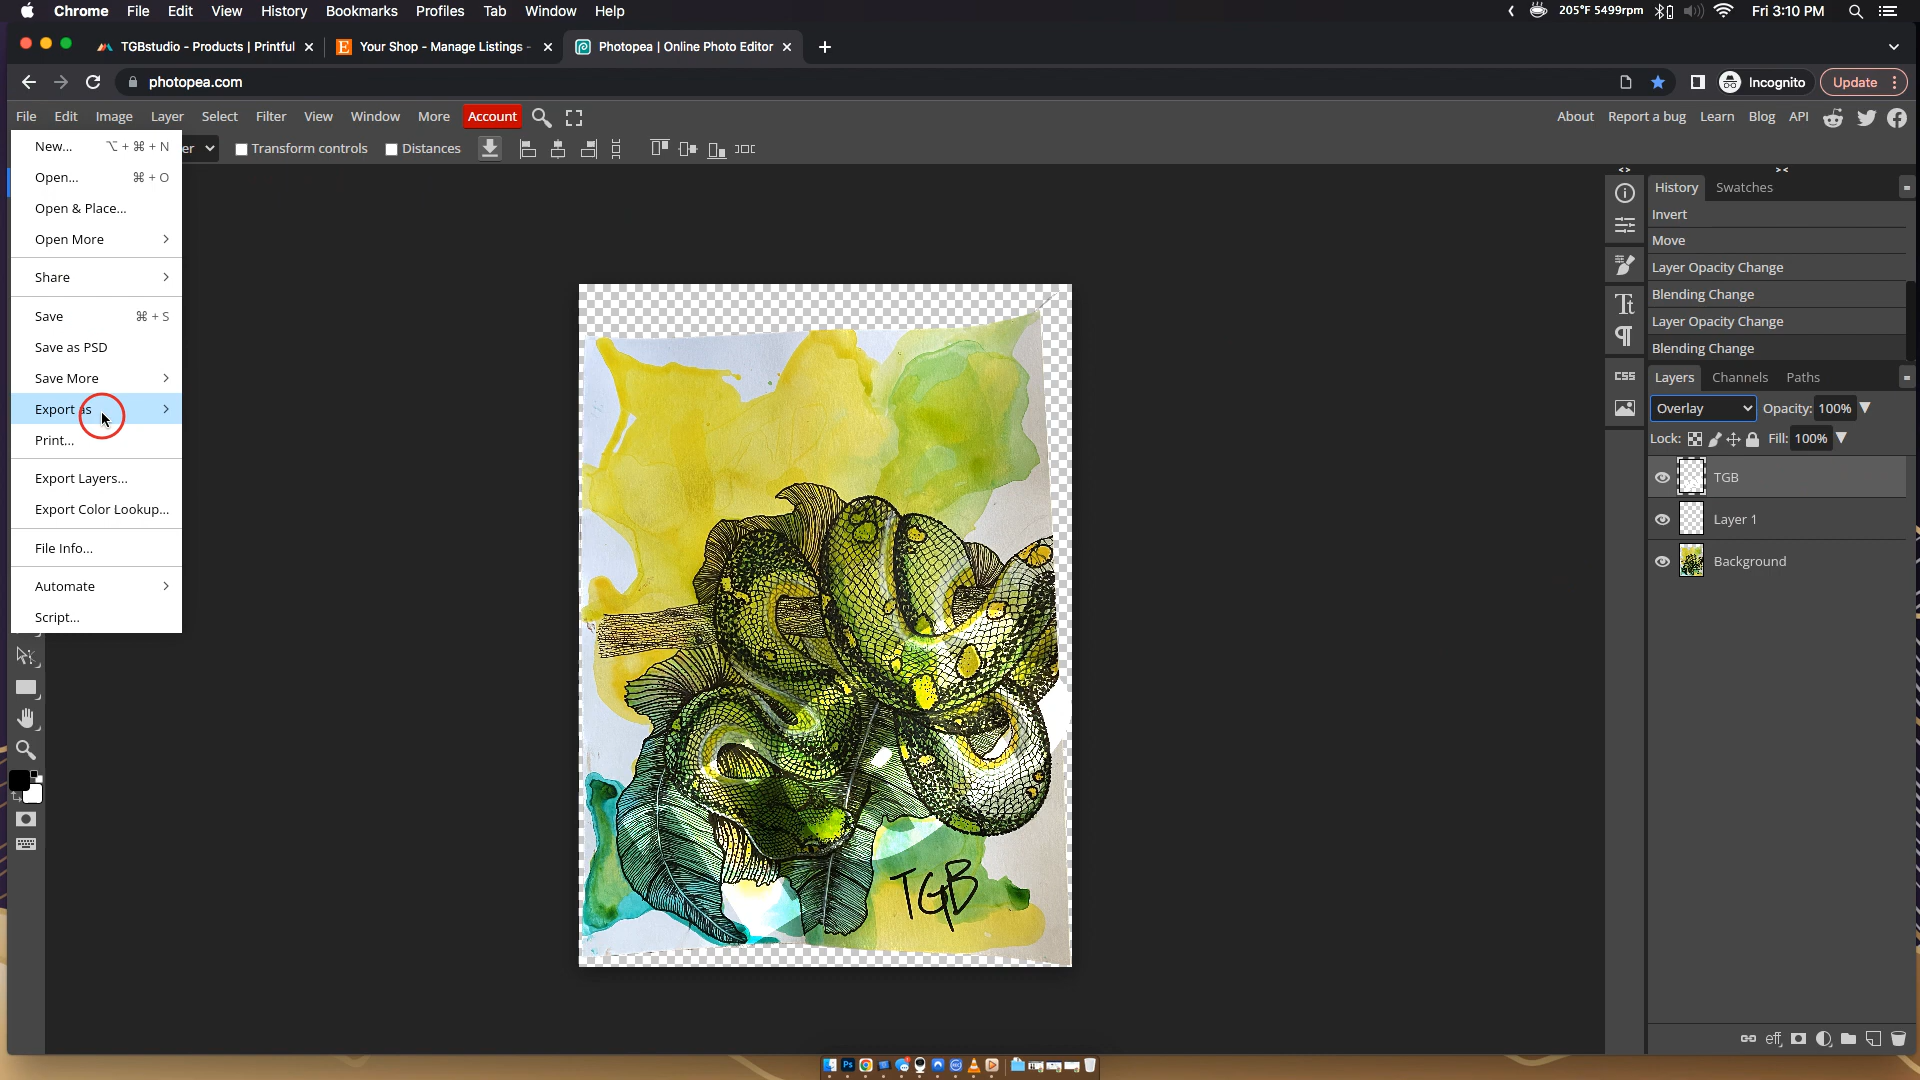 Chrome File Edit View History Bookmarks Profiles Tab Window Help 205°F 5499rpm Fri 3:10 PM
TGBstudio - Products | Printful Your Shop - Manage Listings - Photopea | Online Photo Editor
photopea.com Incognito Update
File Edit Image Layer Select Filter View Window More Account About Report a bug Learn Blog API
er Transform controls Distances
New... ⌥ + ⌘ + N
Open... ⌘ + O
Open & Place...
Open More
Share
Save ⌘ + S
Save as PSD
Save More
Export as
Print...
Export Layers...
Export Color Lookup...
File Info...
Automate
Script...
TGB
History Swatches
Invert
Move
Layer Opacity Change
Blending Change
Layer Opacity Change
Blending Change
CSS
Layers Channels Paths
Overlay Opacity: 100%
Lock: Fill: 100%
TGB
Layer 1
Background
eff